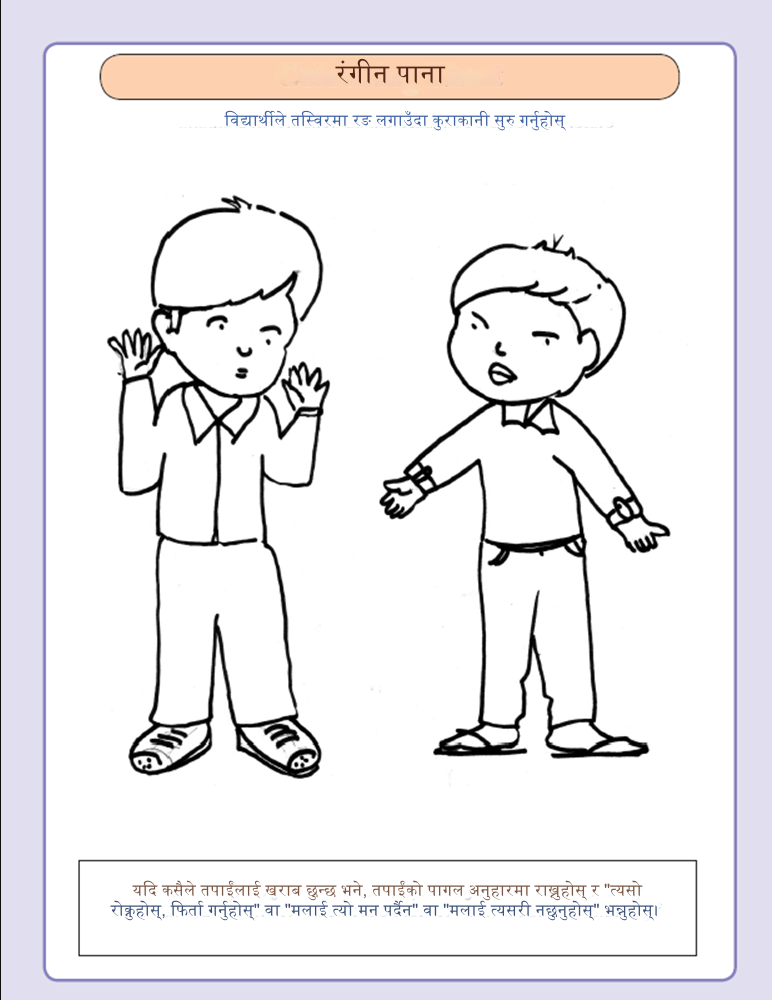 रंगीन पाना
विद्यार्थीले तस्विरमा रङ लगाउँदा कुराकानी सुरु गर्नुहोस्
यदि कसैले तपाईंलाई खराब छुन्छ भने, तपाईंको पागल अनुहारमा राख्नुहोस् र "त्यसो
रोक्नुहोस्, फिर्ता गर्नुहोस्" वा "मलाई त्यो मन पर्दैन" वा "मलाई त्यसरी नछुनुहोस्" भन्नुहोस्।